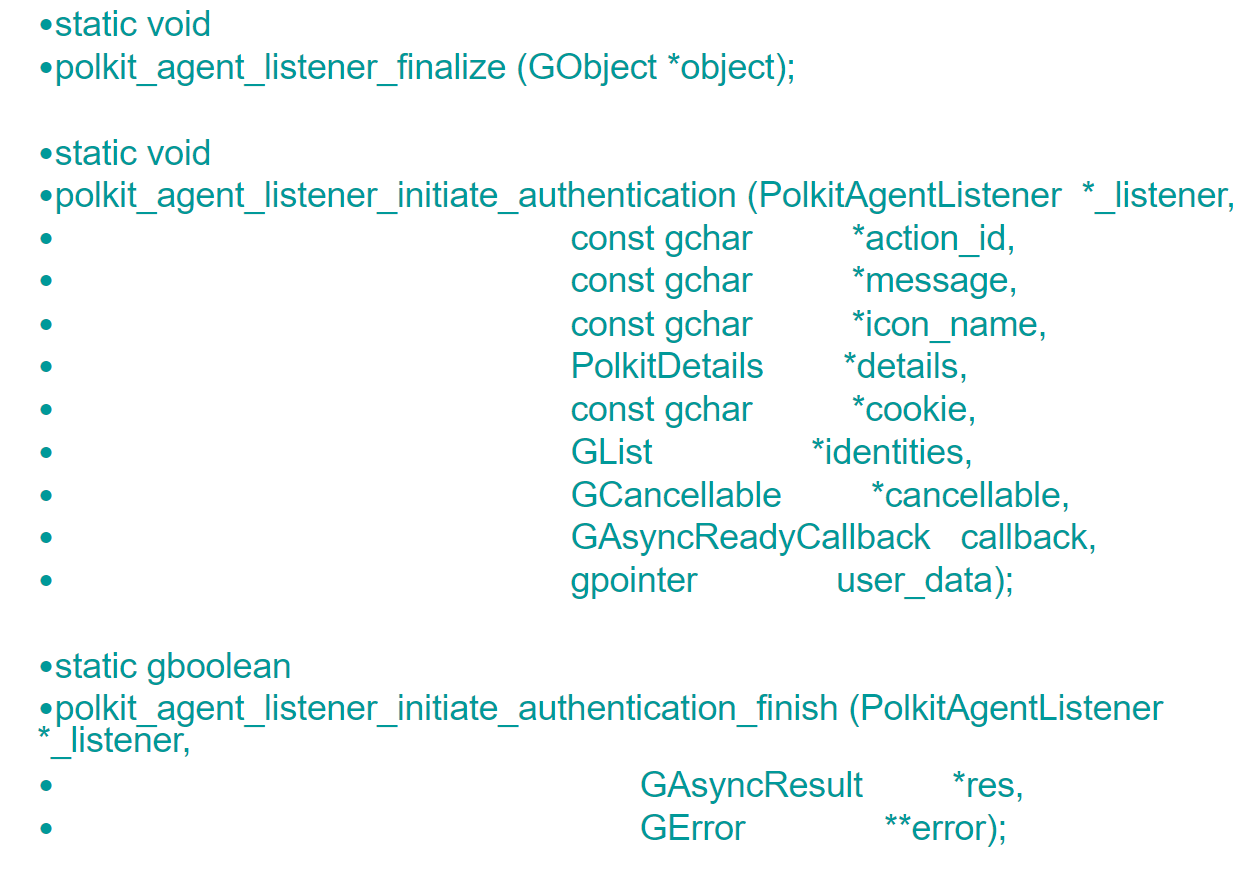 •static void
•polkit_agent_listener_finalize (GObject *object);
•static void
•polkit_agent_listener_initiate_authentication (PolkitAgentListener *_listener,
• const gchar *action_id,
• const gchar *message,
• const gchar *icon_name,
• PolkitDetails *details,
• const gchar *cookie,
• GList *identities,
• GCancellable *cancellable,
• GAsyncReadyCallback callback,
• gpointer user_data);
•static gboolean
•polkit_agent_listener_initiate_authentication_finish (PolkitAgentListener
*_listener,
• GAsyncResult *res,
• GError **error);